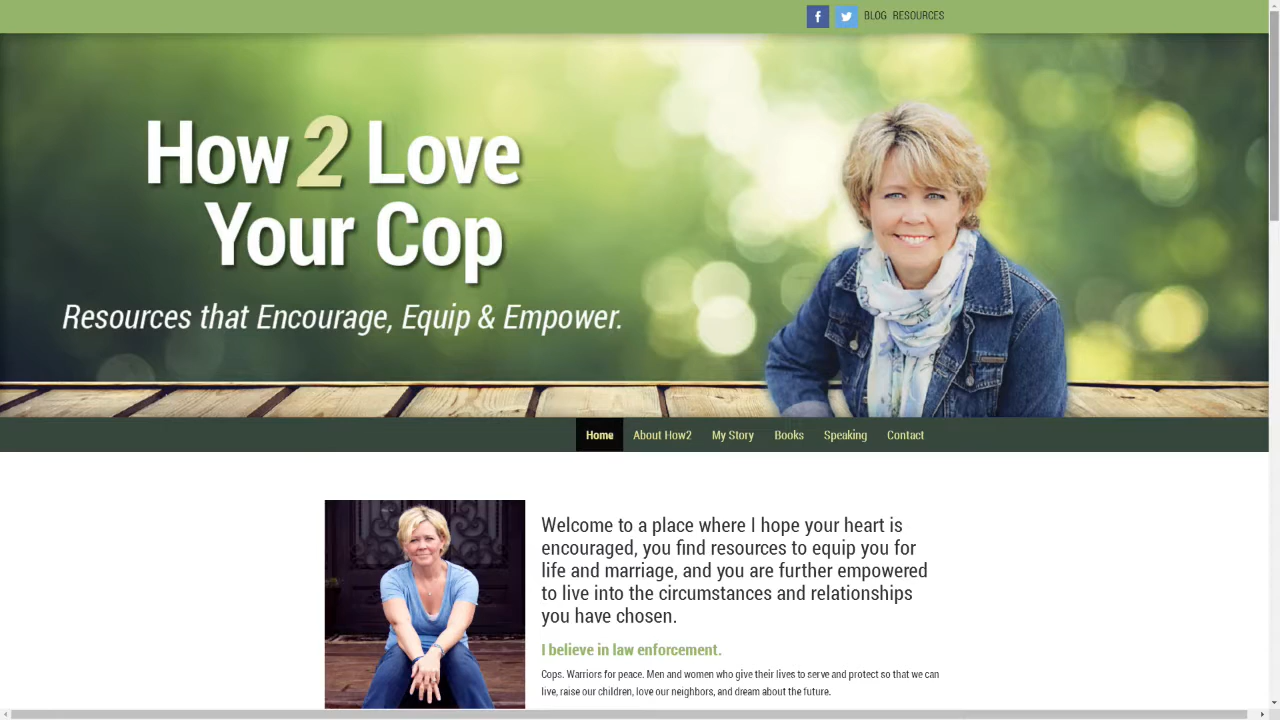 BLOG RESOURCES
How 2 Love
Your Cop
Resources that Encourage, Equip & Empower.
Home About How2 My Story Books Speaking Contact
Welcome to a place where I hope your heart is
encouraged, you find resources to equip you for
life and marriage, and you are further empowered
to live into the circumstances and relationships
you have chosen.
I believe in law enforcement.
Cops. Warriors for peace. Men and women who give their lives to serve and protect so that we can
live, raise our children, love our neighbors, and dream about the future.